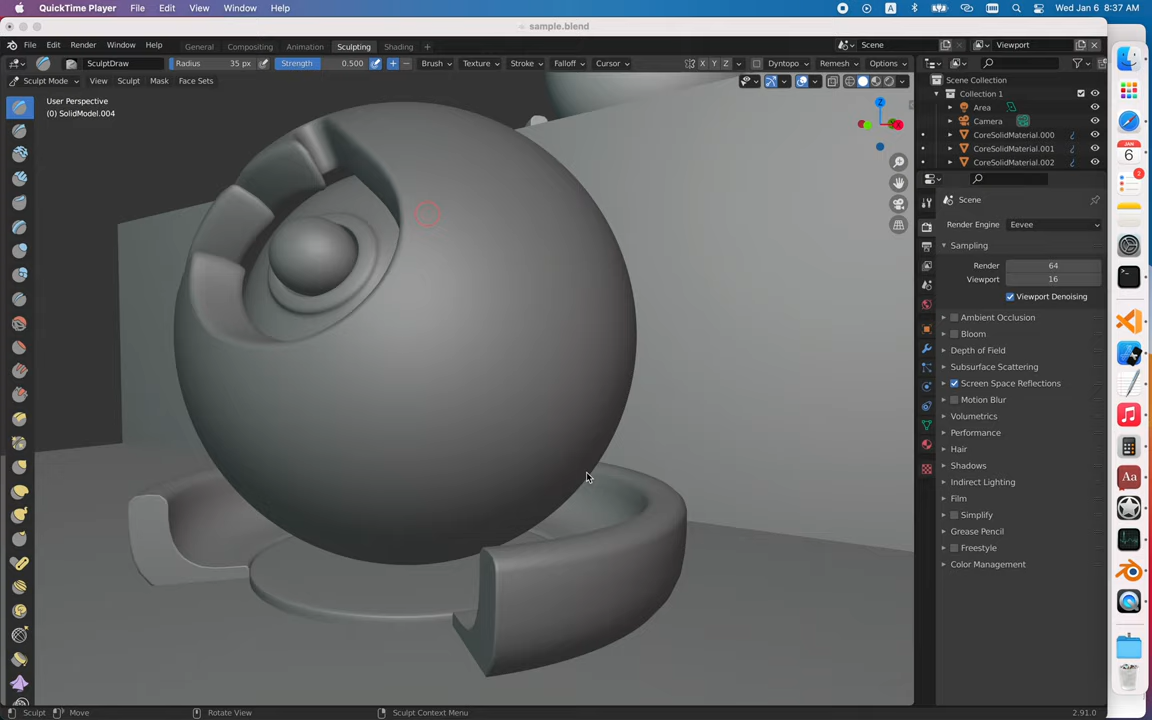 QuickTime Player File Edit View Window Help A Wed Jan 6 8:37 AM
sample.blend
File Edit Render Window Help General Compositing Animation Sculpting Shading + Scene Viewport
SculptDraw Radius 35 px Strength 0.500 Brush Texture Stroke Falloff Cursor X Y Z Dyntopo Remesh Options
Sculpt Mode View Sculpt Mask Face Sets
User Perspective
(0) SolidModel.004
Z
Scene Collection
Collection 1
Area
Camera
CoreSolidMaterial.000
CoreSolidMaterial.001
CoreSolidMaterial.002
Scene
Render Engine Eevee
Sampling
Render 64
Viewport 16
Viewport Denoising
Ambient Occlusion
Bloom
Depth of Field
Subsurface Scattering
Screen Space Reflections
Motion Blur
Volumetrics
Performance
Hair
Shadows
Indirect Lighting
Film
Simplify
Grease Pencil
Freestyle
Color Management
JAN
6
2
Aa
Sculpt Move Rotate View Sculpt Context Menu 2.91.0